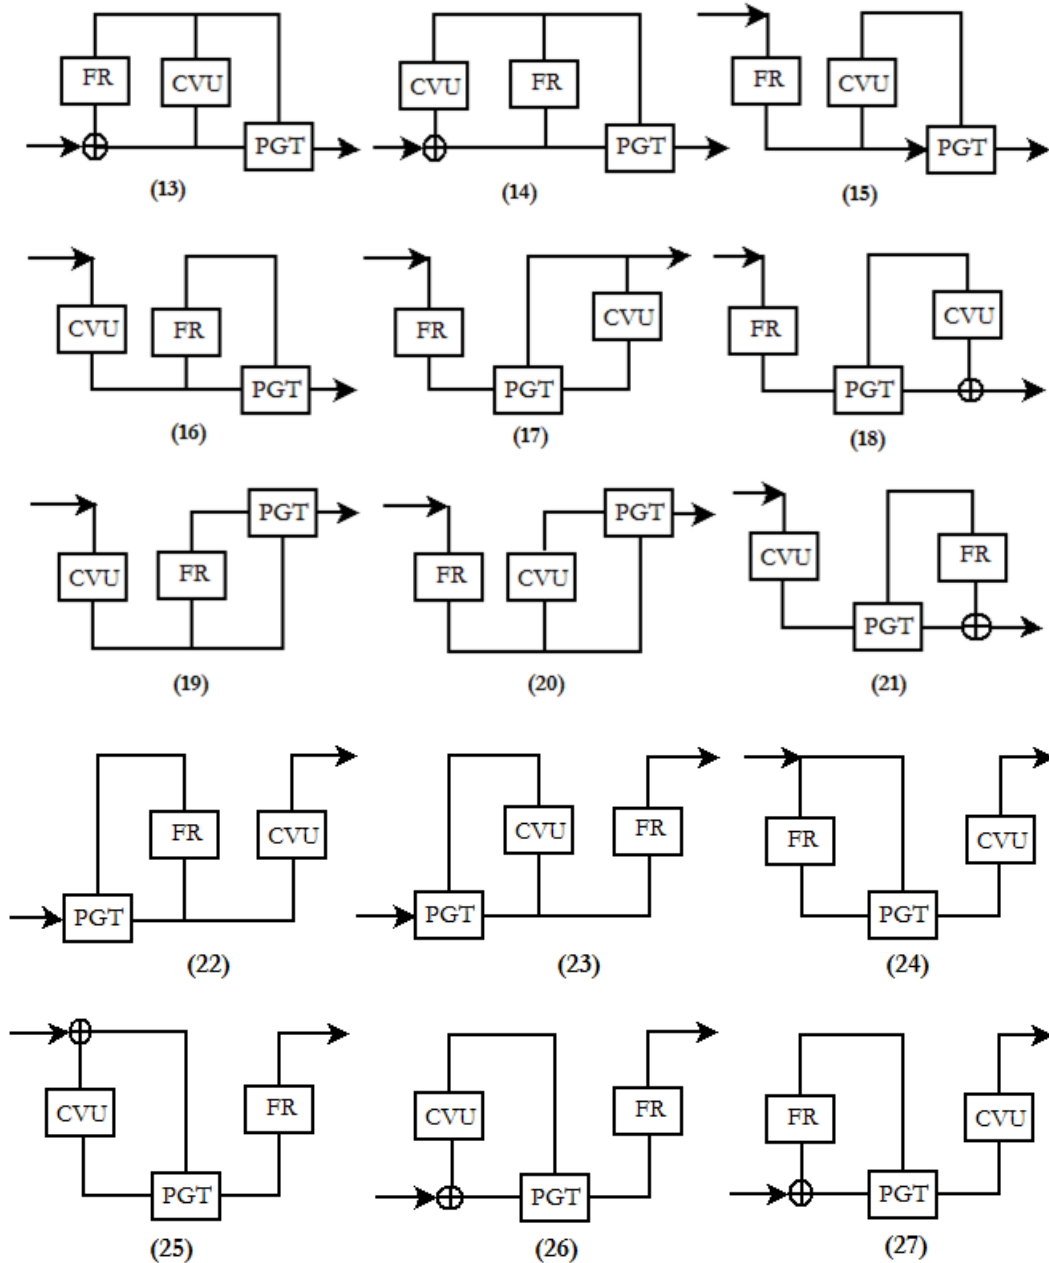 FR CVU PGT
(13)
CVU FR PGT
(14)
FR CVU PGT
(15)
CVU FR PGT
(16)
FR PGT CVU
(17)
FR PGT CVU
(18)
CVU FR PGT
(19)
FR CVU PGT
(20)
CVU PGT FR
(21)
PGT FR CVU
(22)
PGT CVU FR
(23)
FR PGT CVU
(24)
CVU PGT FR
(25)
CVU PGT FR
(26)
FR PGT CVU
(27)